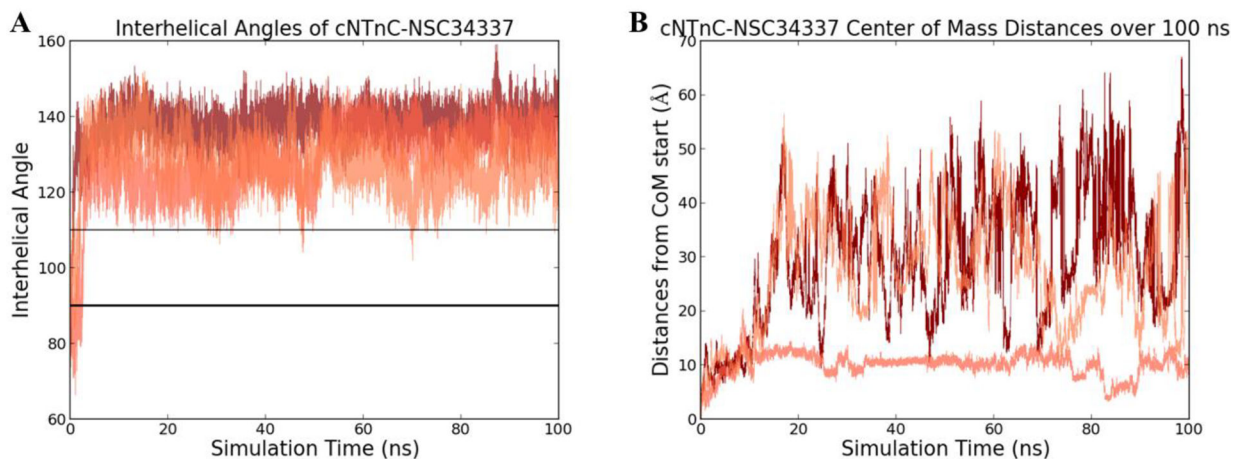 A
Interhelical Angles of cNTnC-NSC34337
160
140
120
100
80
60
Interhelical Angle
0 20 40 60 80 100
Simulation Time (ns)
B
cNTnC-NSC34337 Center of Mass Distances over 100 ns
70
60
50
40
30
20
10
0
Distances from CoM start (Å)
0 20 40 60 80 100
Simulation Time (ns)